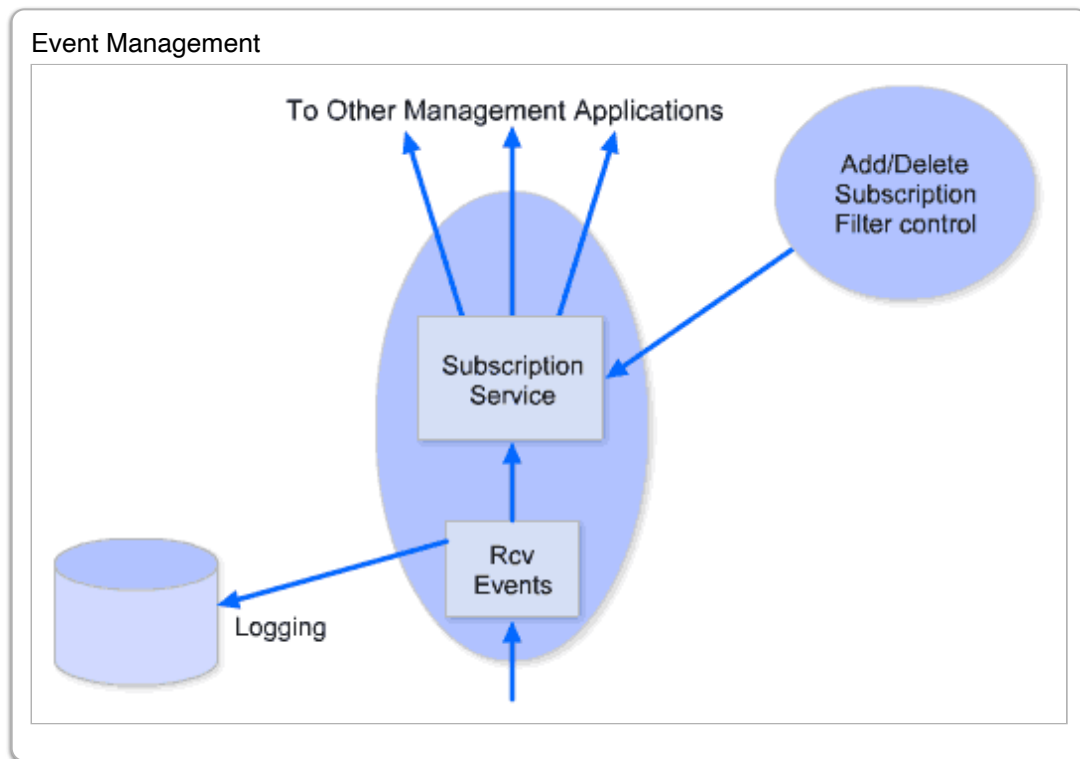 Event Management
To Other Management Applications
Add/Delete
Subscription
Filter control
Subscription
Service
Rcv
Events
Logging